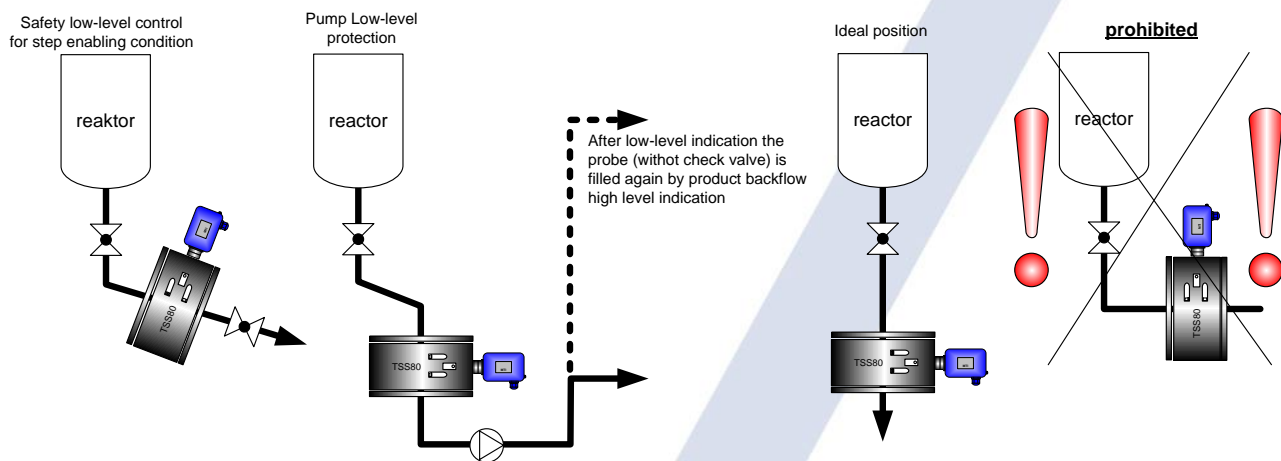 Safety low-level control
for step enabling condition
reaktor
TSS80
Pump Low-level
protection
reactor
TSS80
After low-level indication the
probe (withot check valve) is
filled again by product backflow
high level indication
Ideal position
reactor
TSS80
prohibited
reactor
TSS80